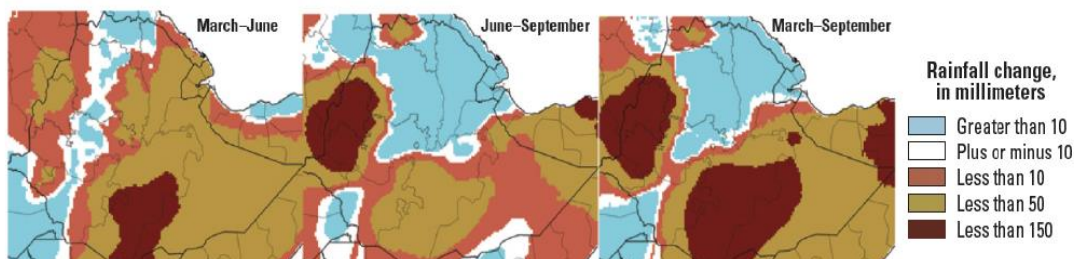 March–June
June–September
March–September
Rainfall change,
in millimeters
Greater than 10
Plus or minus 10
Less than 10
Less than 50
Less than 150